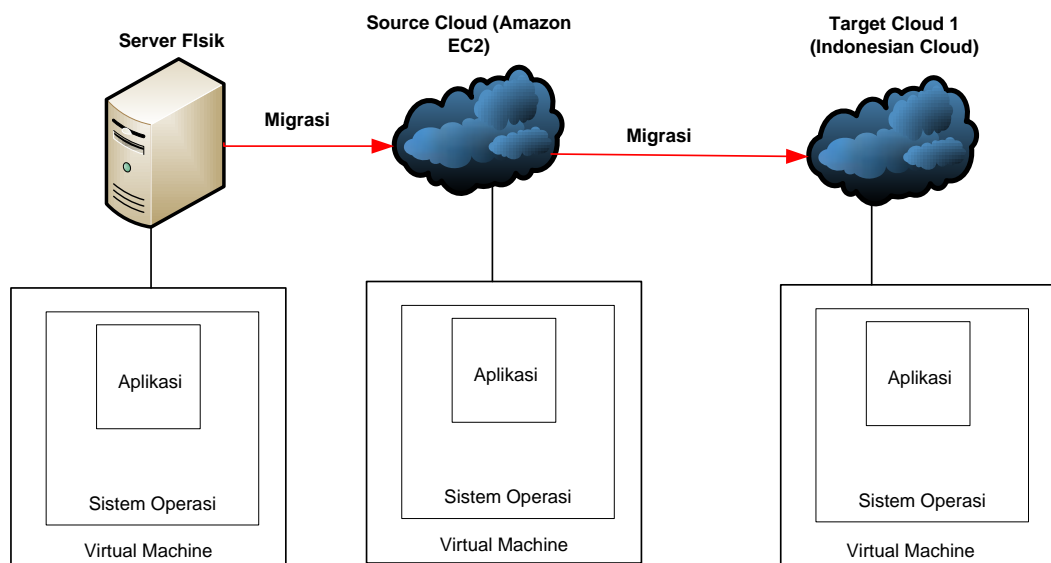 Server FIsik
Source Cloud (Amazon
EC2)
Target Cloud 1
(Indonesian Cloud)
Migrasi
Migrasi
Aplikasi
Sistem Operasi
Virtual Machine
Aplikasi
Sistem Operasi
Virtual Machine
Aplikasi
Sistem Operasi
Virtual Machine